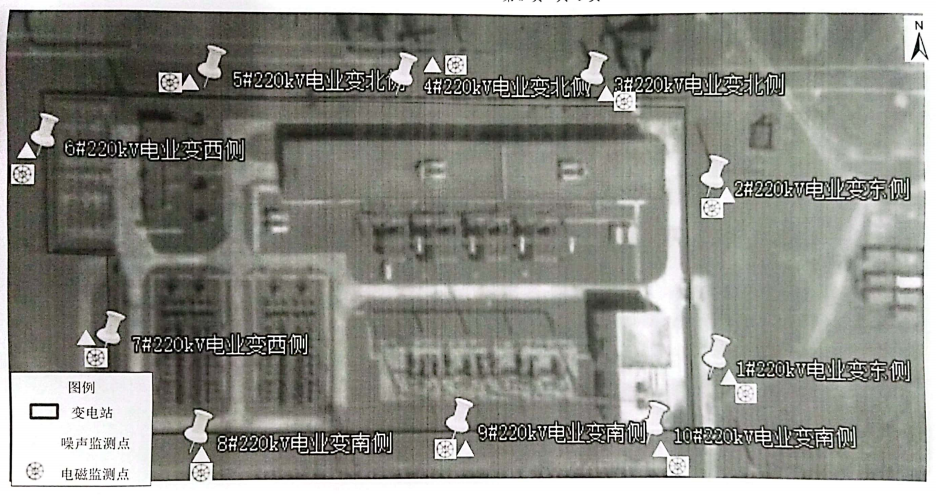 N
5#220kV电业变北侧
4#220kV电业变北侧
3#220kV电业变北侧
6#220kV电业变西侧
2#220kV电业变东侧
7#220kV电业变西侧
1#220kV电业变东侧
图例
变电站
噪声监测点
电磁监测点
8#220kV电业变南侧
9#220kV电业变南侧
10#220kV电业变南侧